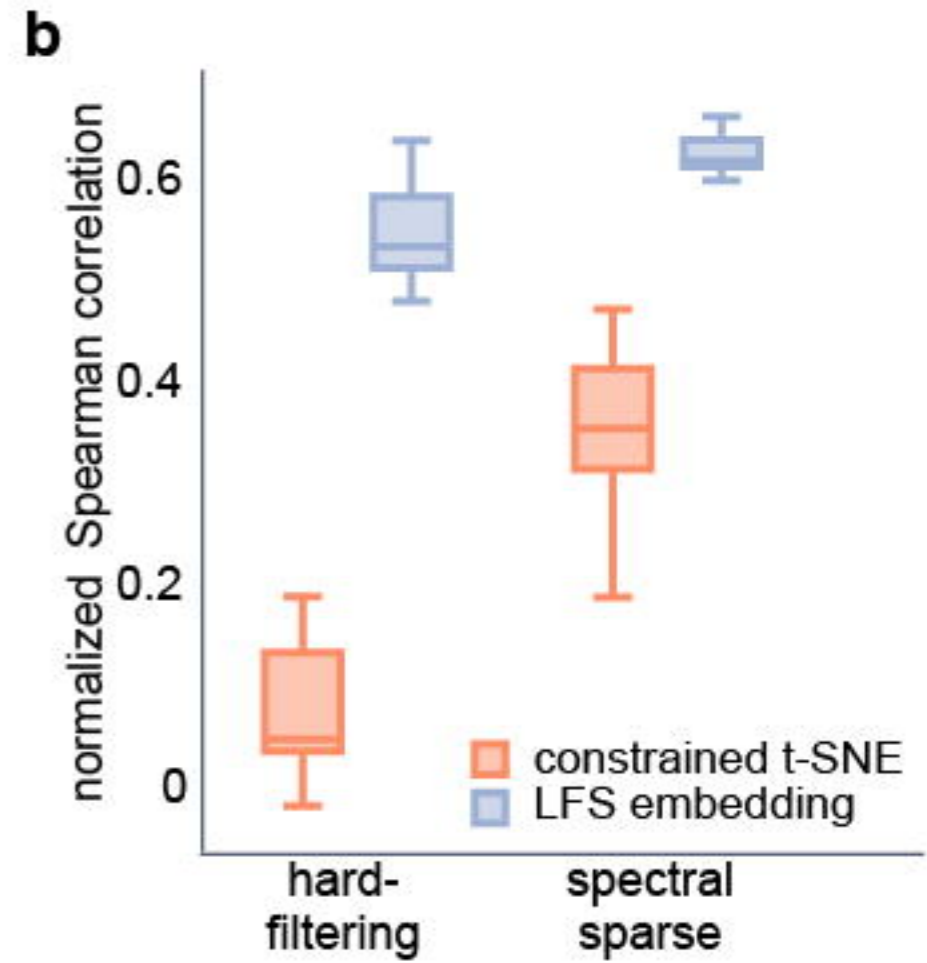 b
normalized Spearman correlation
0.6
0.4
0.2
0
constrained t-SNE
LFS embedding
hard-
filtering
spectral
sparse